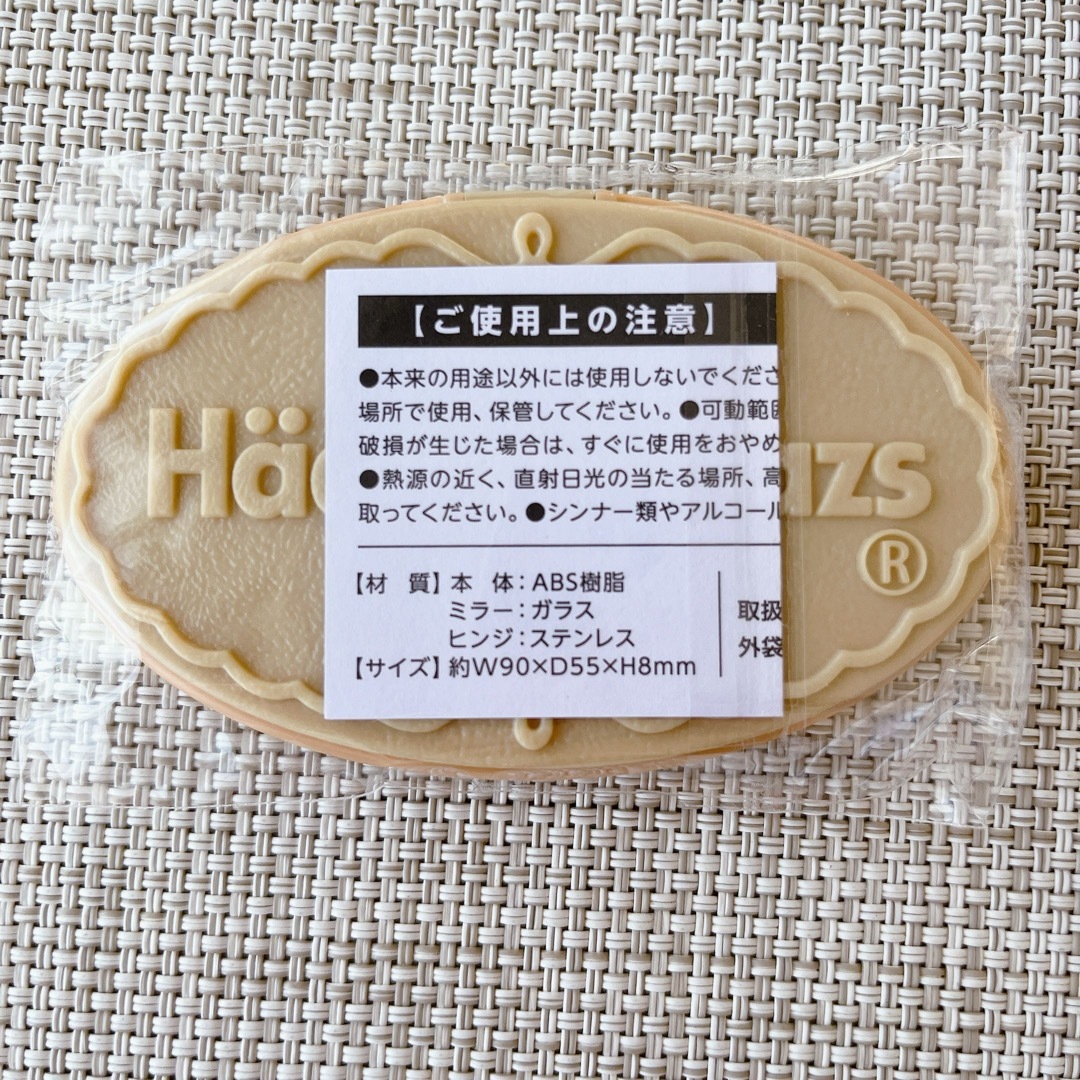 Hä
azs
®
【ご使用上の注意】
●本来の用途以外には使用しないでくださ
場所で使用、保管してください。●可動範囲
破損が生じた場合は、すぐに使用をおやめ
●熱源の近く、直射日光の当たる場所、高
取ってください。●シンナー類やアルコール
【材　質】本　体：ABS樹脂
ミラー：ガラス
ヒンジ：ステンレス
【サイズ】約W90×D55×H8mm
取扱
外袋